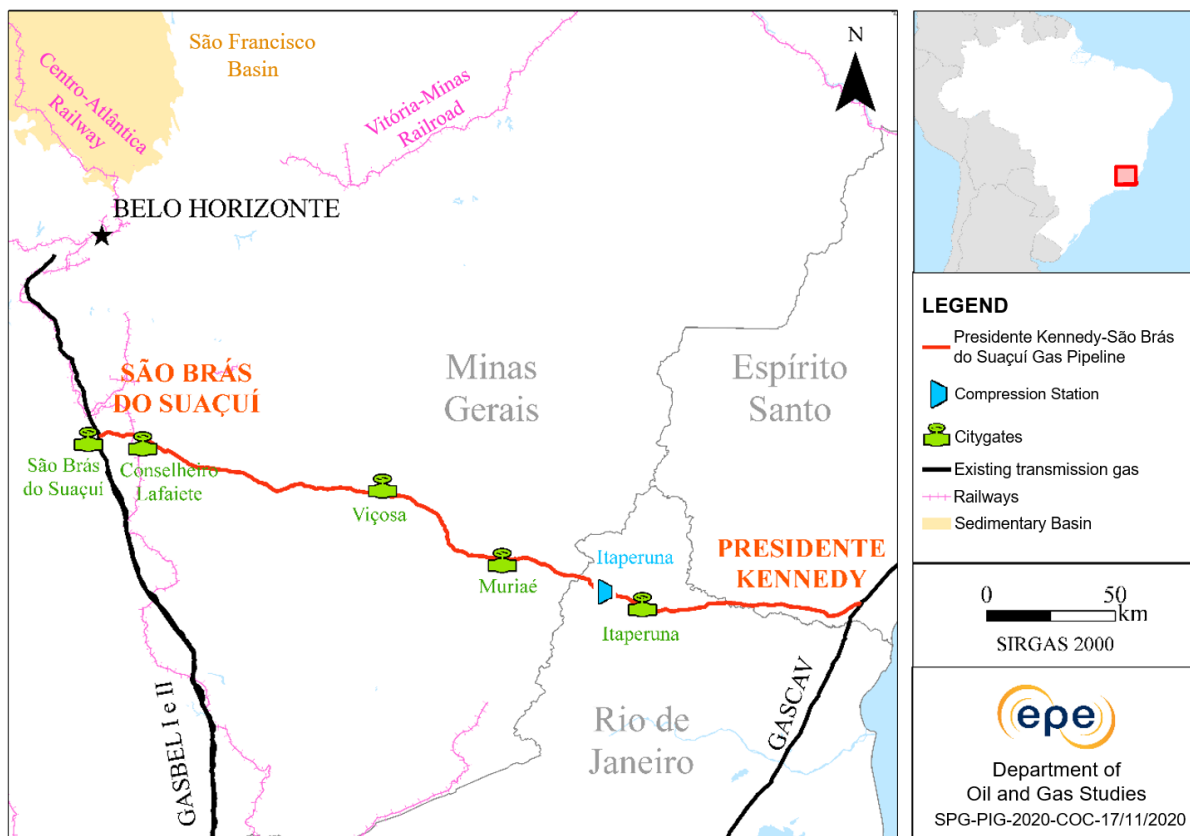 São Francisco
Basin
Centro-Atlântica
Railway
Vitória-Minas
Railroad
N
BELO HORIZONTE
SÃO BRÁS
DO SUAÇUÍ
Minas
Gerais
Espírito
Santo
São Brás
do Suaçui
Conselheiro
Lafaiete
Viçosa
Muriaé
Itaperuna
PRESIDENTE
KENNEDY
Itaperuna
GASBEL I e II
GASCAV
Rio de
Janeiro
LEGEND
Presidente Kennedy-São Brás
do Suaçuí Gas Pipeline
Compression Station
Citygates
Existing transmission gas
Railways
Sedimentary Basin
0 50
km
SIRGAS 2000
epe
Department of
Oil and Gas Studies
SPG-PIG-2020-COC-17/11/2020